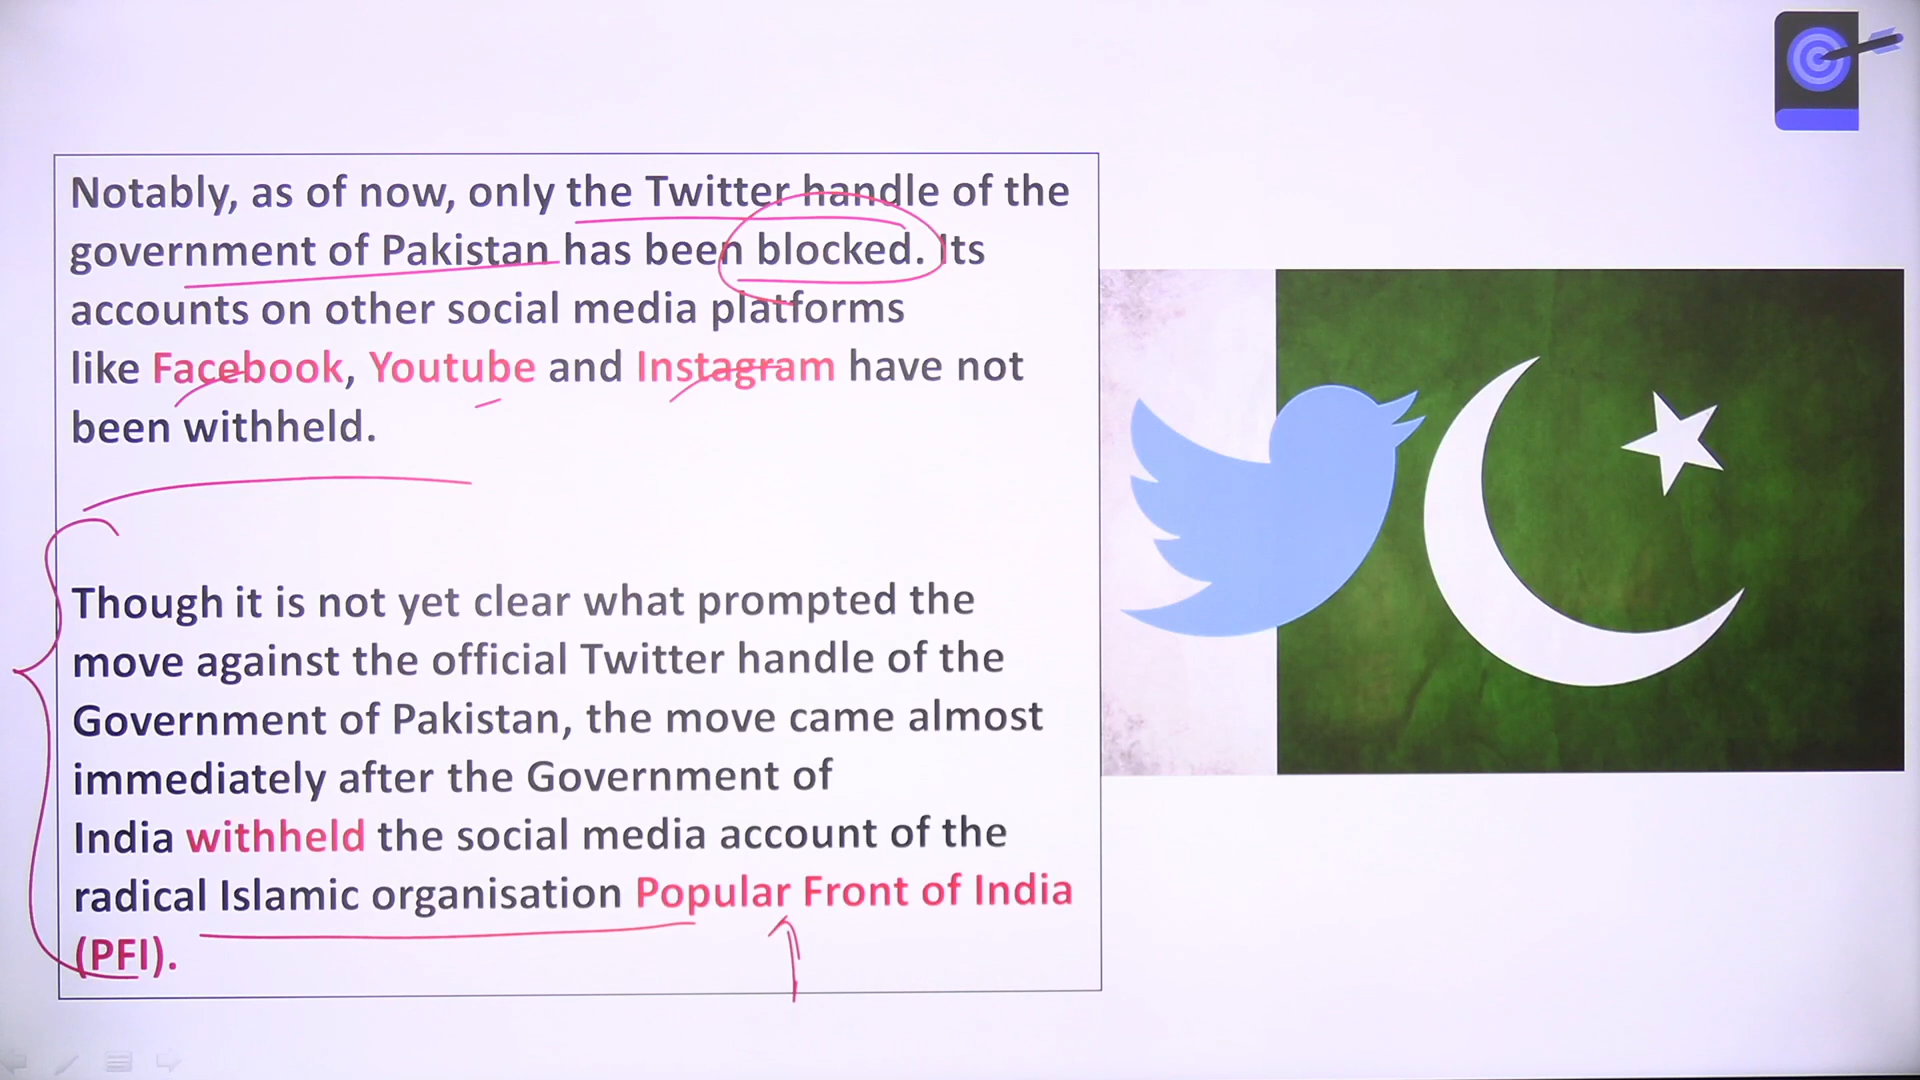 Notably, as of now, only the Twitter handle of the
government of Pakistan has been blocked. Its
accounts on other social media platforms
like Facebook, Youtube and Instagram have not
been withheld.
Though it is not yet clear what prompted the
move against the official Twitter handle of the
Government of Pakistan, the move came almost
immediately after the Government of
India withheld the social media account of the
radical Islamic organisation Popular Front of India
(PFI).